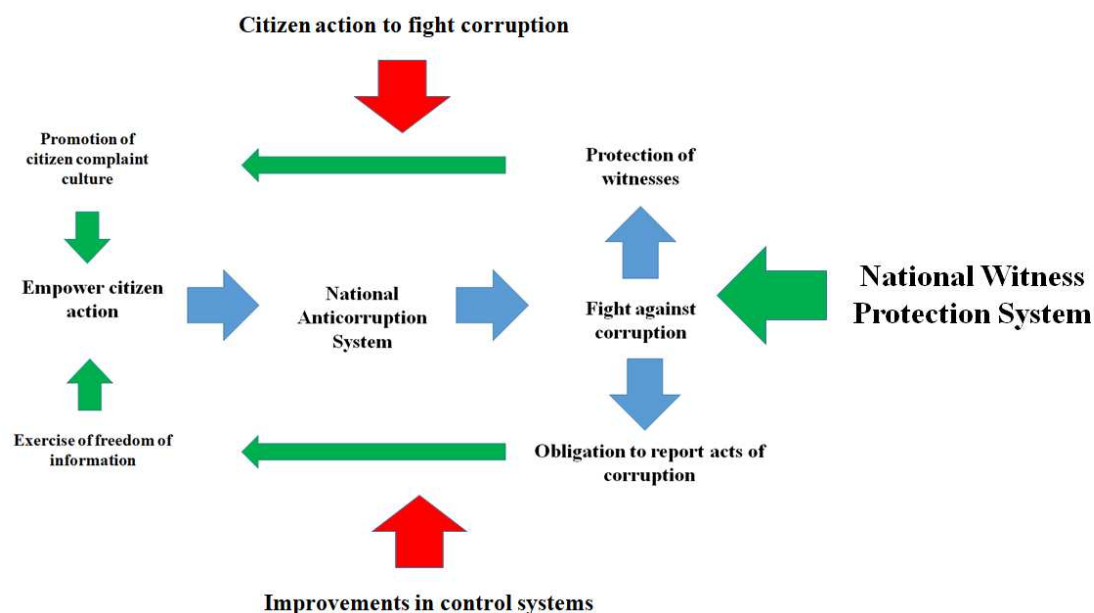 Citizen action to fight corruption
Promotion of
citizen complaint
culture
Protection of
witnesses
Empower citizen
action
National
Anticorruption
System
Fight against
corruption
National Witness
Protection System
Exercise of freedom of
information
Obligation to report acts of
corruption
Improvements in control systems